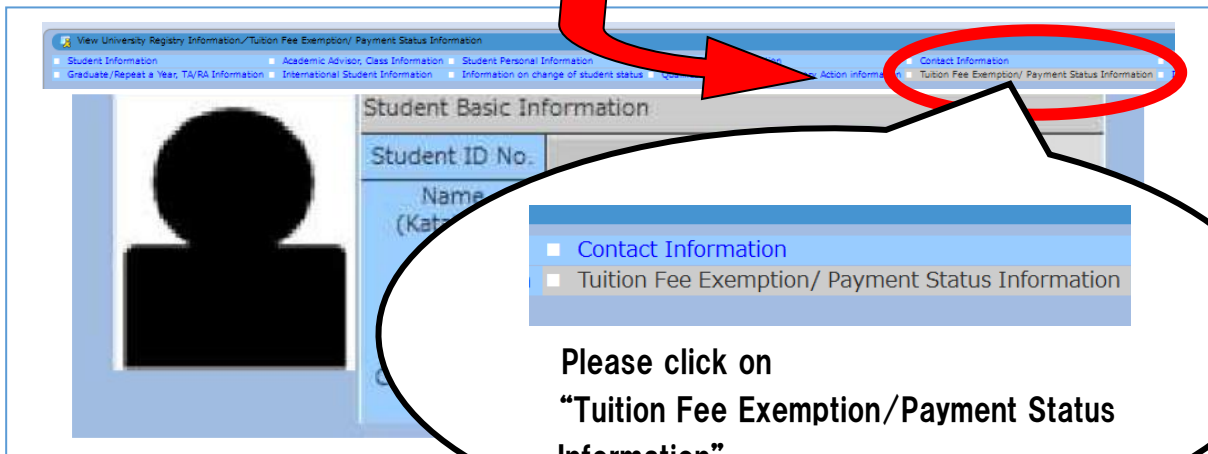 View University Registry Information／Tuition Fee Exemption/ Payment Status Information
Student Information Academic Advisor, Class Information Student Personal Information Contact Information
Graduate/Repeat a Year, TA/RA Information International Student Information Information on change of student status Action information Tuition Fee Exemption/ Payment Status Information
Student Basic Information
Student ID No.
Name
Contact Information
Tuition Fee Exemption/ Payment Status Information
Please click on
“Tuition Fee Exemption/Payment Status
Information”